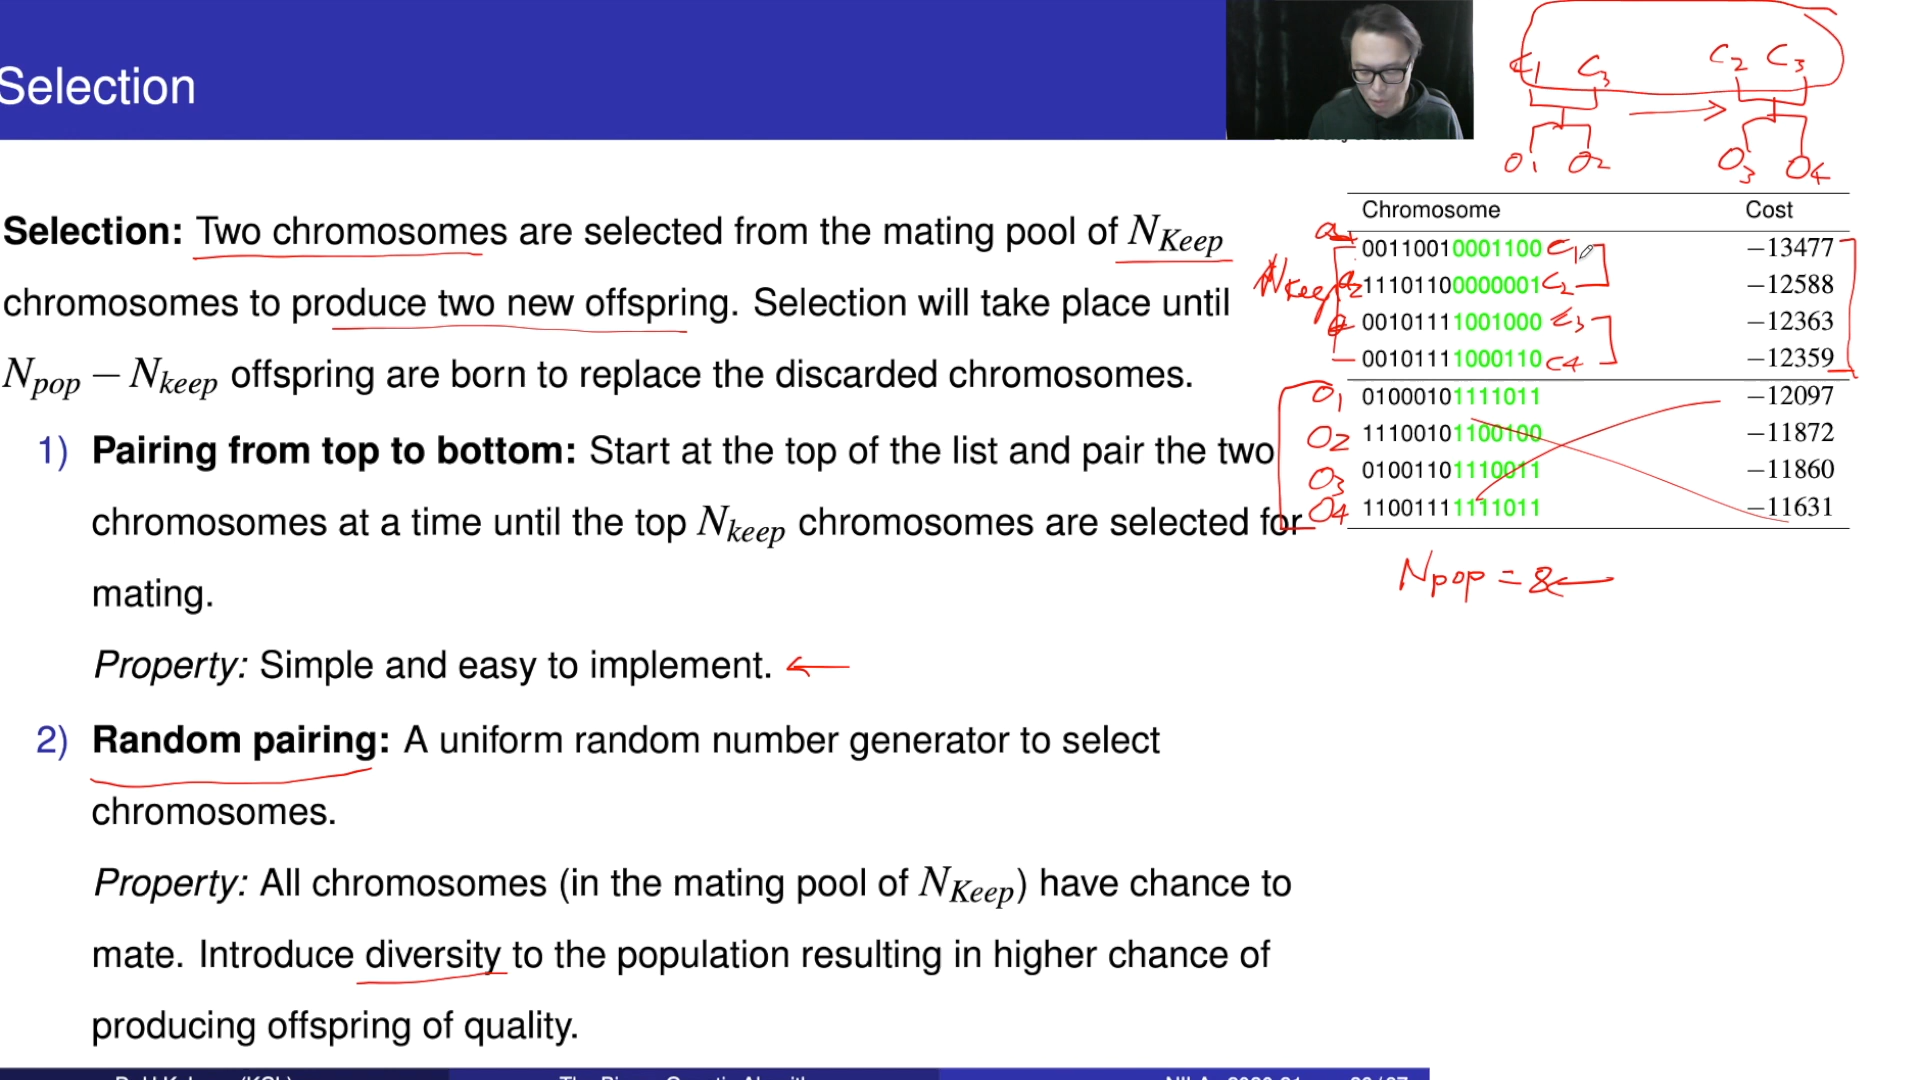 Selection
Selection: Two chromosomes are selected from the mating pool of N_Keep
chromosomes to produce two new offspring. Selection will take place until
N_pop − N_keep offspring are born to replace the discarded chromosomes.
1) Pairing from top to bottom: Start at the top of the list and pair the two
chromosomes at a time until the top N_keep chromosomes are selected for
mating.
Property: Simple and easy to implement.
2) Random pairing: A uniform random number generator to select
chromosomes.
Property: All chromosomes (in the mating pool of N_Keep) have chance to
mate. Introduce diversity to the population resulting in higher chance of
producing offspring of quality.
C1 C3 C2 C3
O1 O2 O3 O4
Chromosome Cost
00110010001100 C1 −13477
11101100000001 C2 −12588
00101111001000 C3 −12363
00101111000110 C4 −12359
N_keep
O1 01000101111011 −12097
O2 11100101100100 −11872
O3 01001101110011 −11860
O4 11001111111011 −11631
Npop = 8